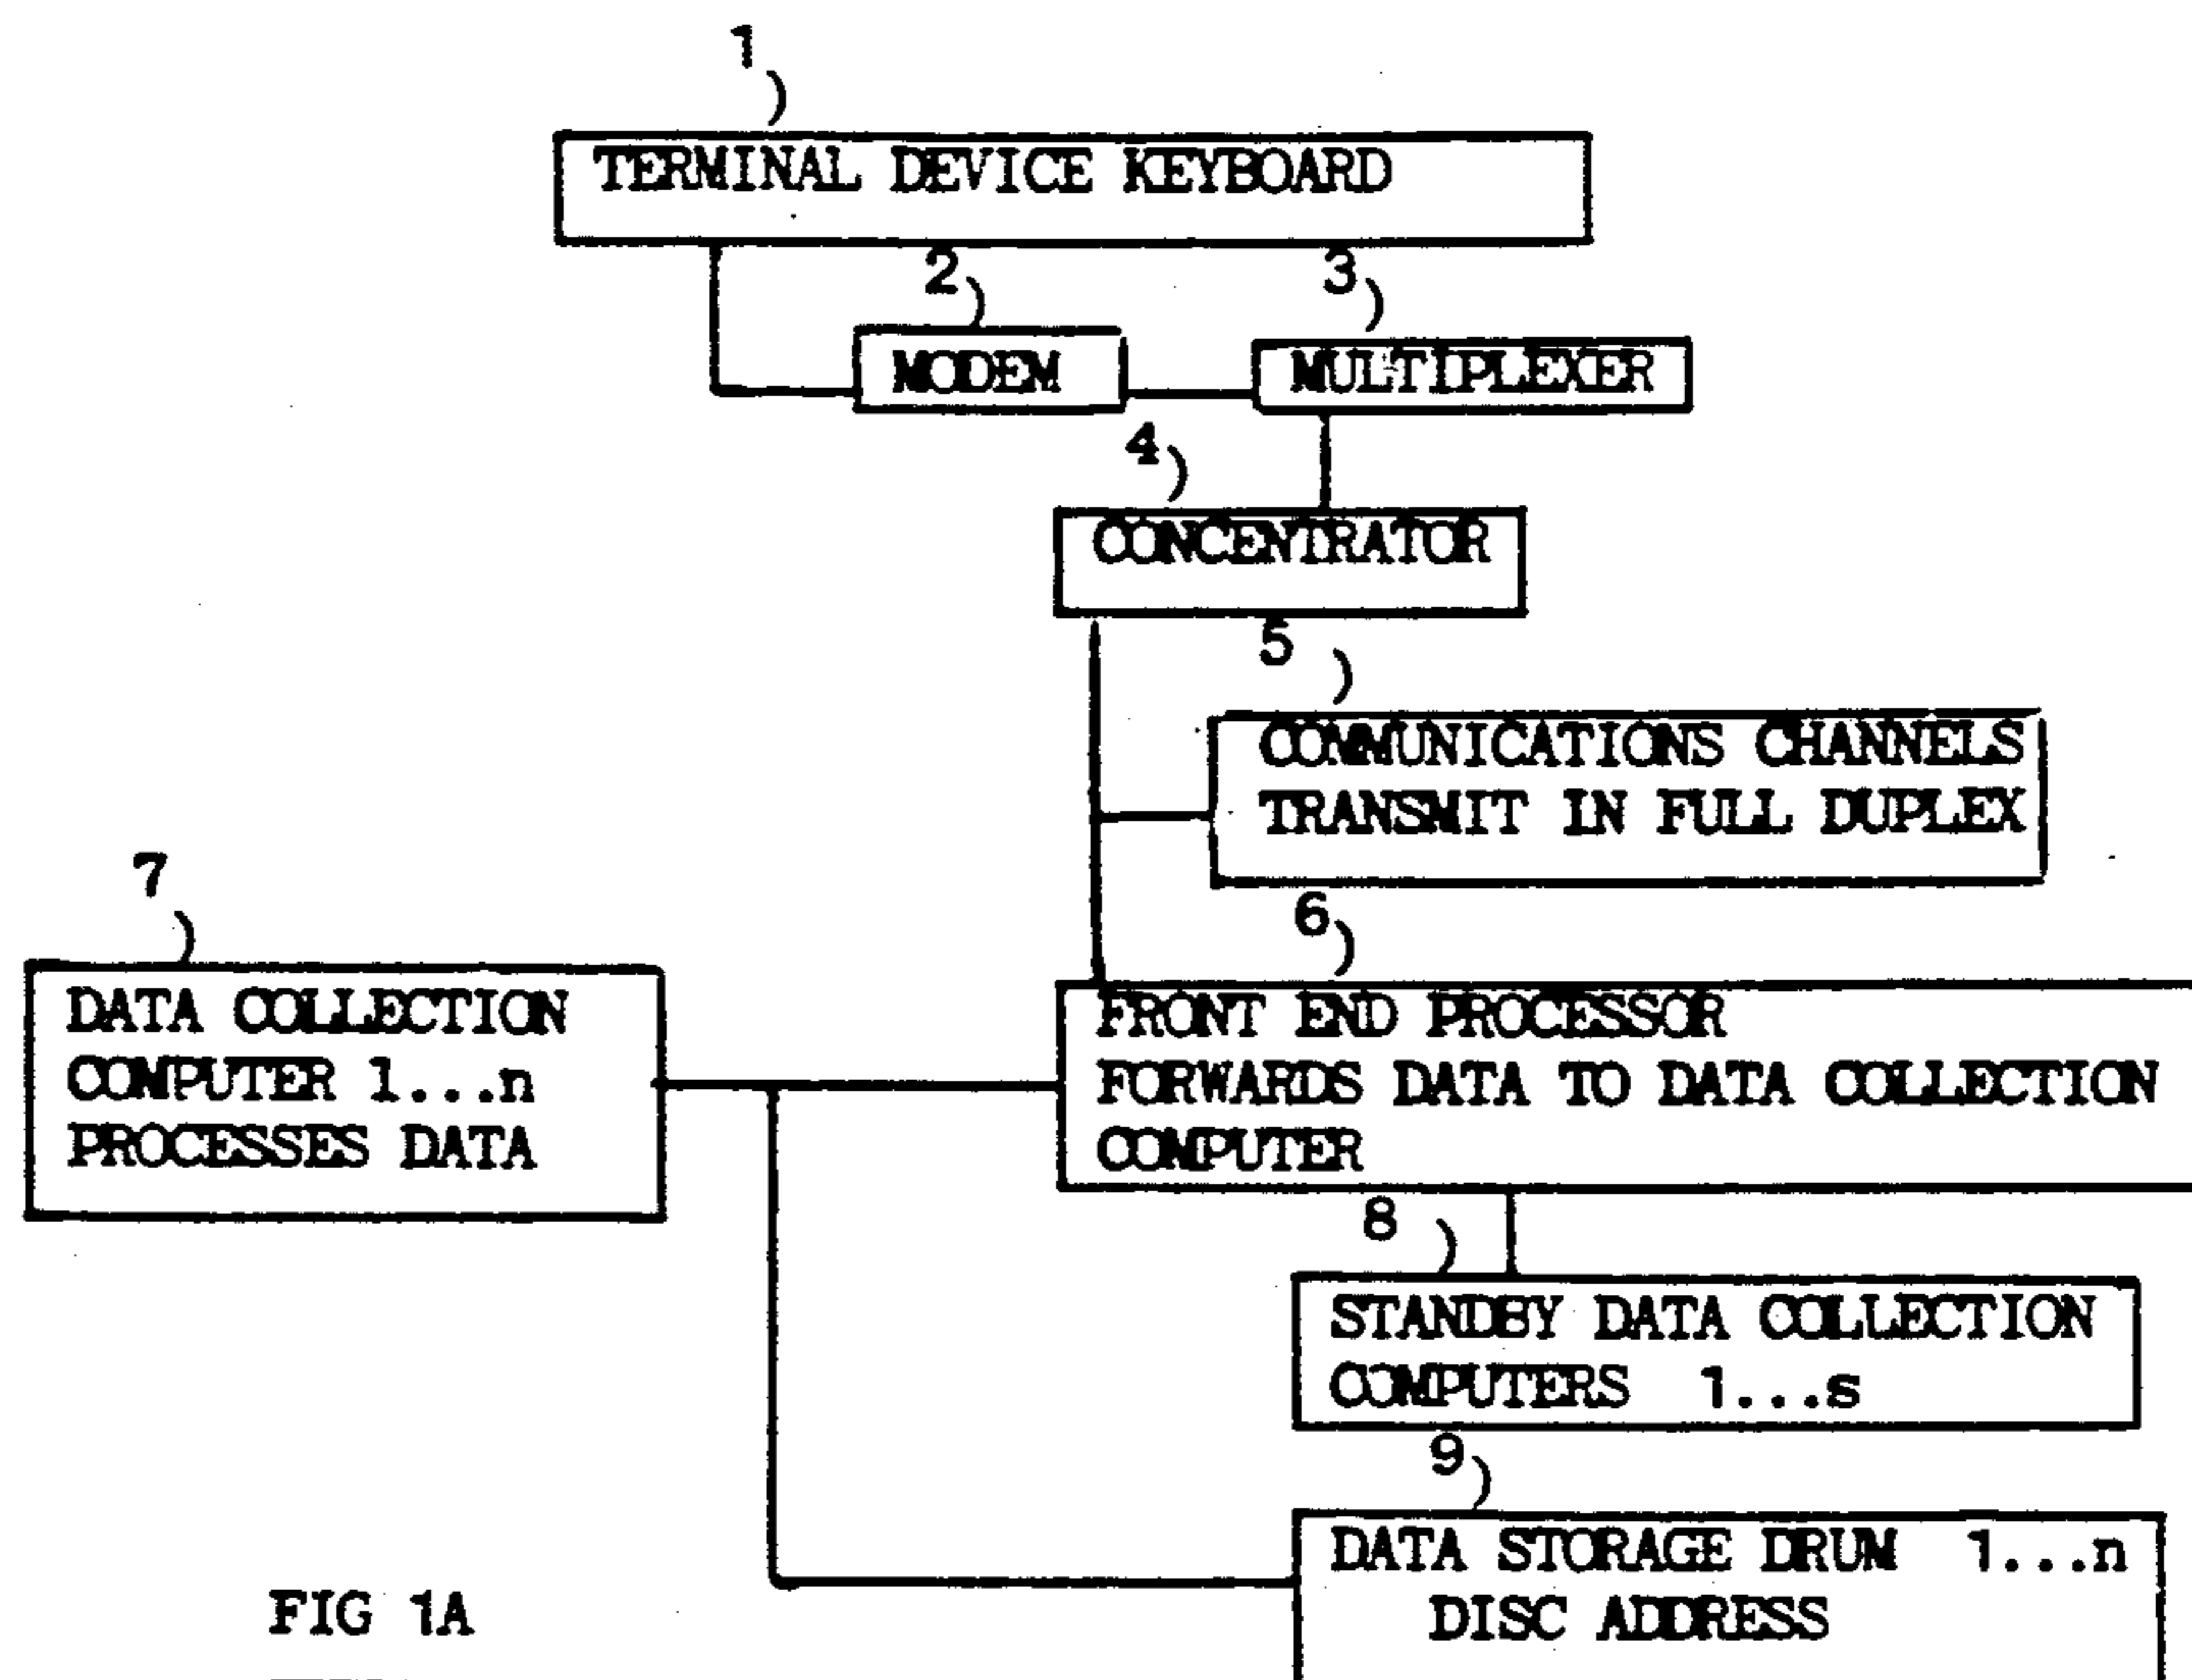 1
TERMINAL DEVICE KEYBOARD
2
3
MODEM
MULTIPLEXER
4
CONCENTRATOR
5
COMMUNICATIONS CHANNELS
TRANSMIT IN FULL DUPLEX
6
7
DATA COLLECTION
COMPUTER 1...n
PROCESSES DATA
FRONT END PROCESSOR
FORWARDS DATA TO DATA COLLECTION
COMPUTER
8
STANDBY DATA COLLECTION
COMPUTERS 1...s
9
DATA STORAGE DRUM 1...n
DISC ADDRESS
FIG 1A